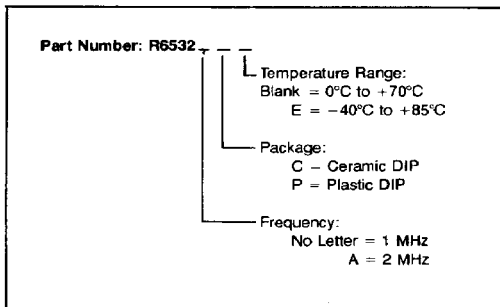 Part Number: R6532 _ _ _
Temperature Range:
Blank = 0°C to +70°C
E = −40°C to +85°C
Package:
C – Ceramic DIP
P = Plastic DIP
Frequency:
No Letter = 1 MHz
A = 2 MHz